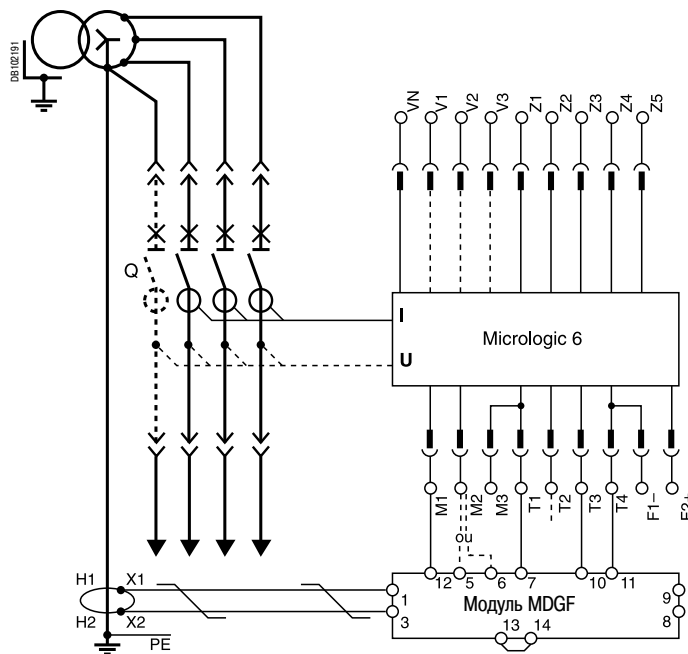 DB102191
VN V1 V2 V3 Z1 Z2 Z3 Z4 Z5
Q
I
Micrologic 6
U
M1 M2 M3 T1 T2 T3 T4 F1– F2+
ou
12 5 6 7 10 11
H1 X1
1 Модуль MDGF 9
H2 X2
3 8
13 14
PE